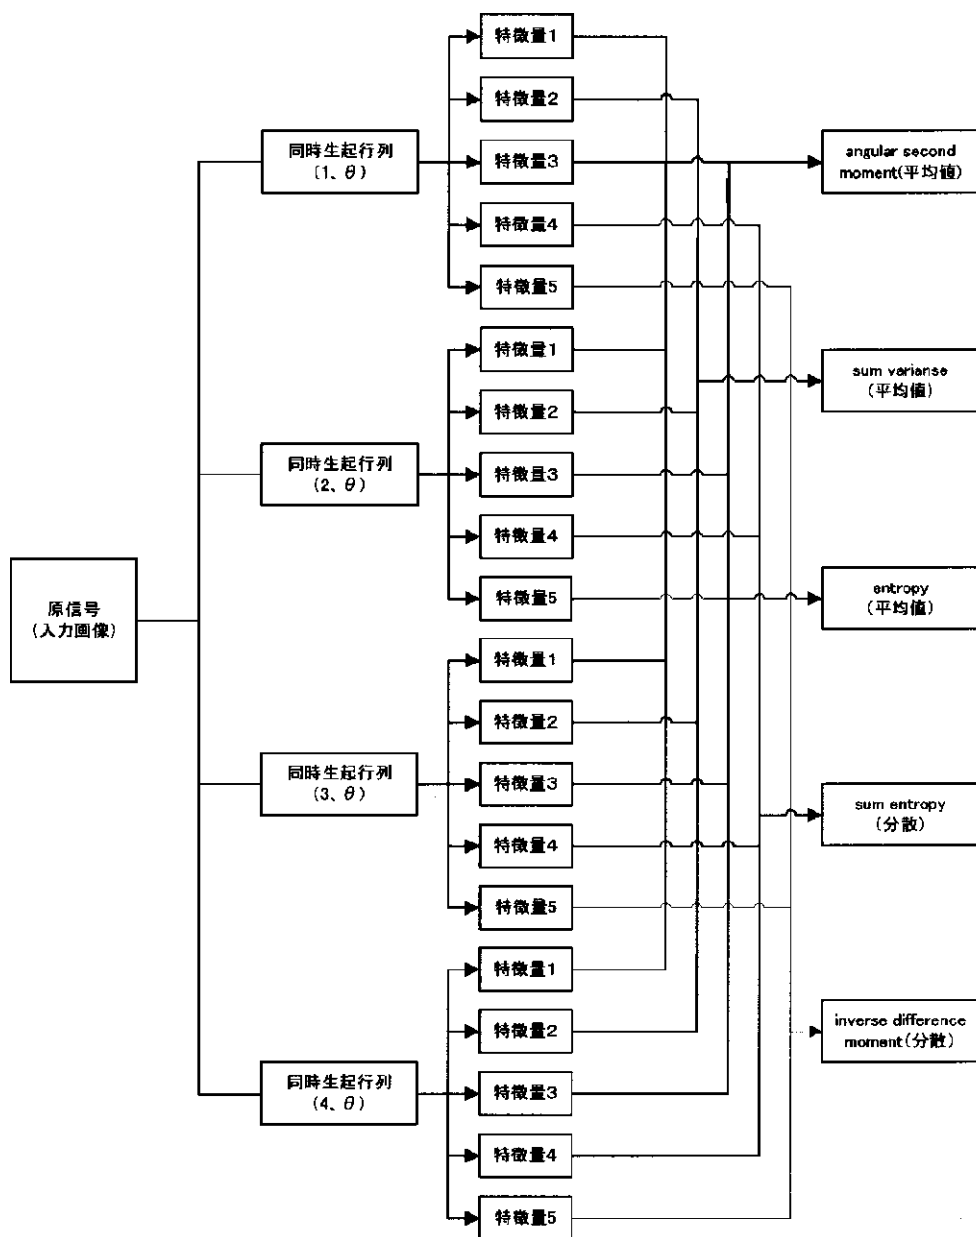 原信号
(入力画像)
同時生起行列
(1、θ)
特徴量1
特徴量2
特徴量3
特徴量4
特徴量5
同時生起行列
(2、θ)
特徴量1
特徴量2
特徴量3
特徴量4
特徴量5
同時生起行列
(3、θ)
特徴量1
特徴量2
特徴量3
特徴量4
特徴量5
同時生起行列
(4、θ)
特徴量1
特徴量2
特徴量3
特徴量4
特徴量5
angular second
moment(平均値)
sum varianse
(平均値)
entropy
(平均値)
sum entropy
(分散)
inverse difference
moment(分散)